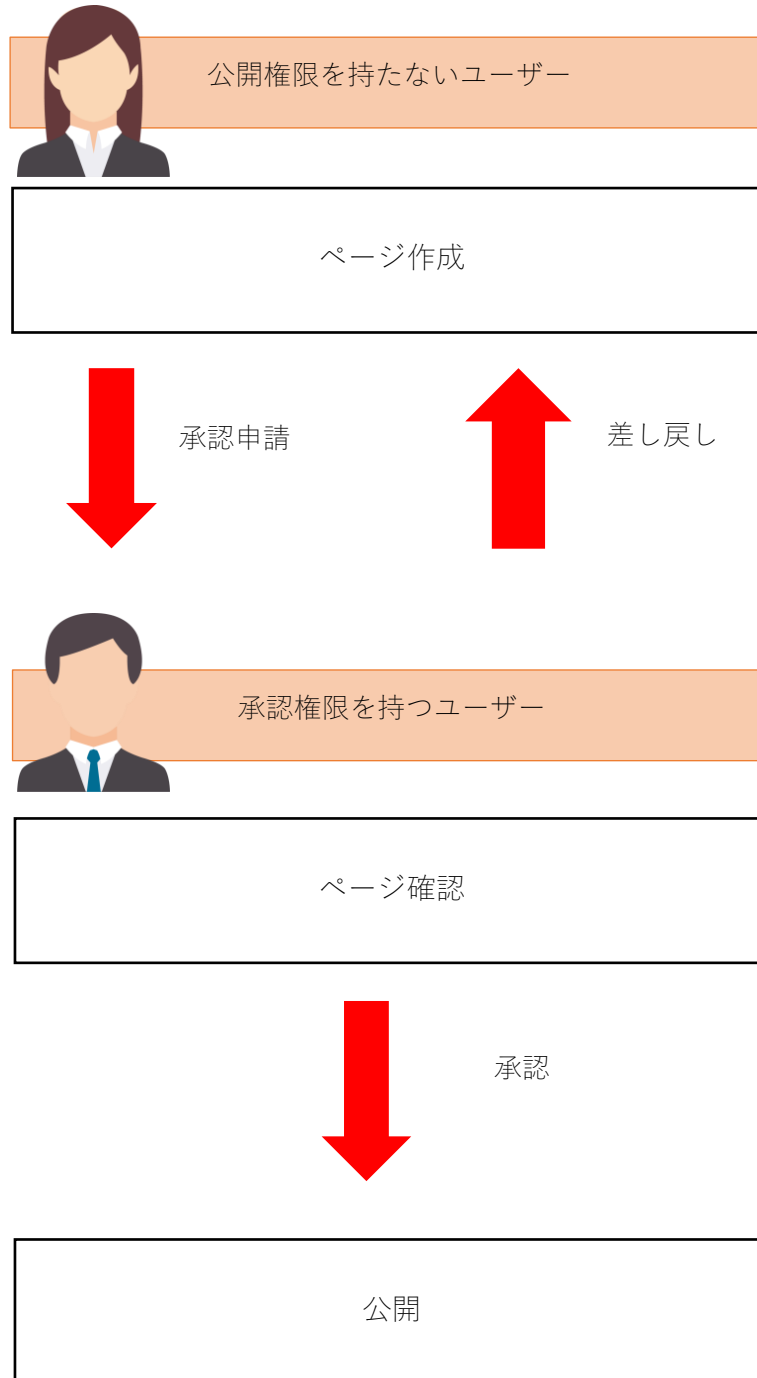 公開権限を持たないユーザー
ページ作成
承認申請
差し戻し
承認権限を持つユーザー
ページ確認
承認
公開